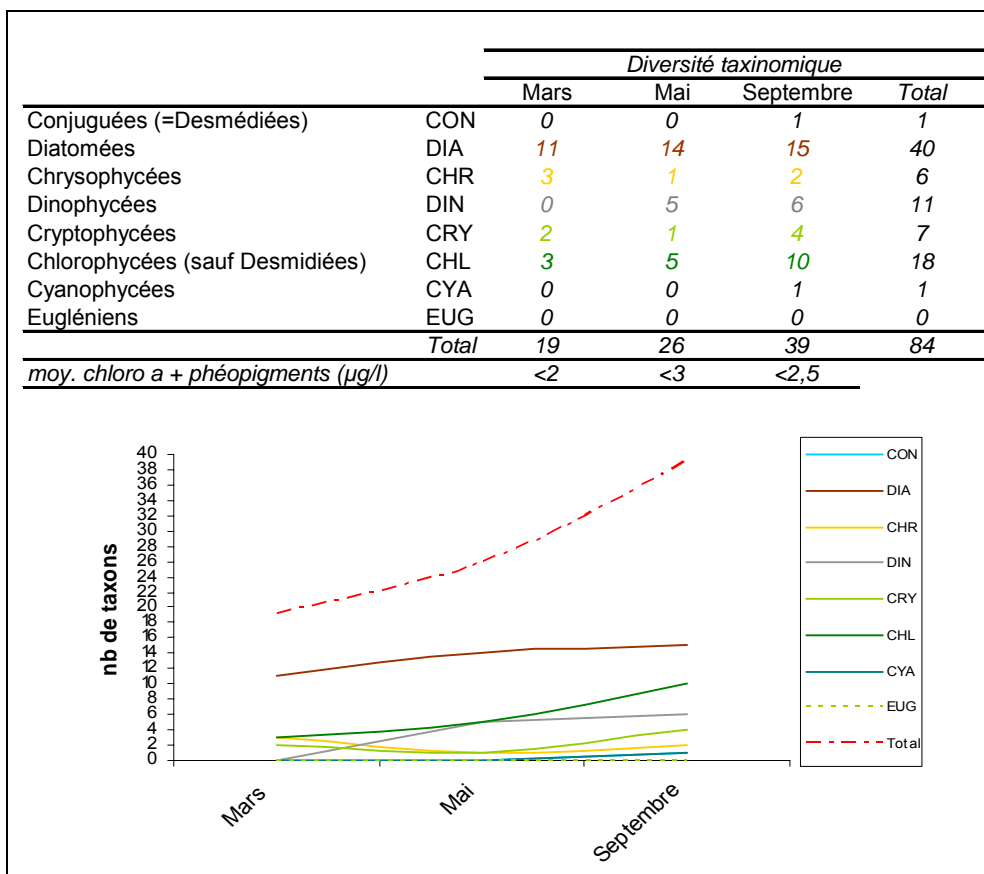 Diversité taxinomique
Mars Mai Septembre Total
Conjuguées (=Desmédiées) CON 0 0 1 1
Diatomées DIA 11 14 15 40
Chrysophycées CHR 3 1 2 6
Dinophycées DIN 0 5 6 11
Cryptophycées CRY 2 1 4 7
Chlorophycées (sauf Desmidiées) CHL 3 5 10 18
Cyanophycées CYA 0 0 1 1
Eugléniens EUG 0 0 0 0
Total 19 26 39 84
moy. chloro a + phéopigments (µg/l) <2 <3 <2,5
nb de taxons
40
38
36
34
32
30
28
26
24
22
20
18
16
14
12
10
8
6
4
2
0
Mars
Mai
Septembre
CON
DIA
CHR
DIN
CRY
CHL
CYA
EUG
Total